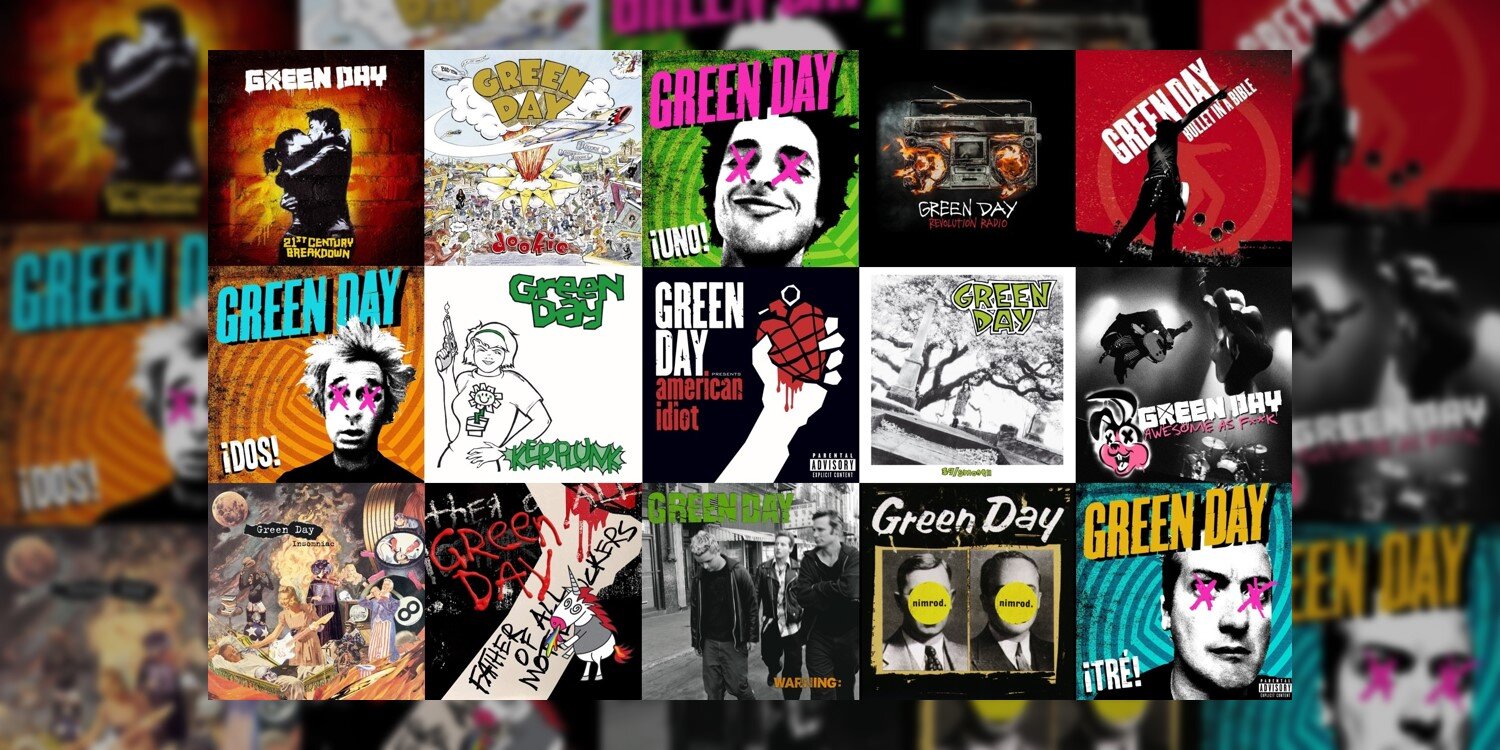 GREEN DAY
21ST CENTURY
BREAKDOWN
GREEN
DAY
dookie
GREEN DAY
¡UNO!
GREEN DAY
REVOLUTION RADIO
GREEN DAY
BULLET IN A BIBLE
GREEN DAY
¡DOS!
GREEN
DAY
KERPLUNK
GREEN
DAY
PRESENTS
american
idiot
PARENTAL
ADVISORY
EXPLICIT CONTENT
GREEN
DAY
GREEN DAY
AWESOME AS F**K
Green Day
Insomniac
8
GREEN
DAY
FATHER
OF
ALL
GREEN DAY
WARNING:
Green Day
nimrod.
nimrod.
GREEN DAY
¡TRÉ!
PARENTAL
ADVISORY
EXPLICIT CONTENT